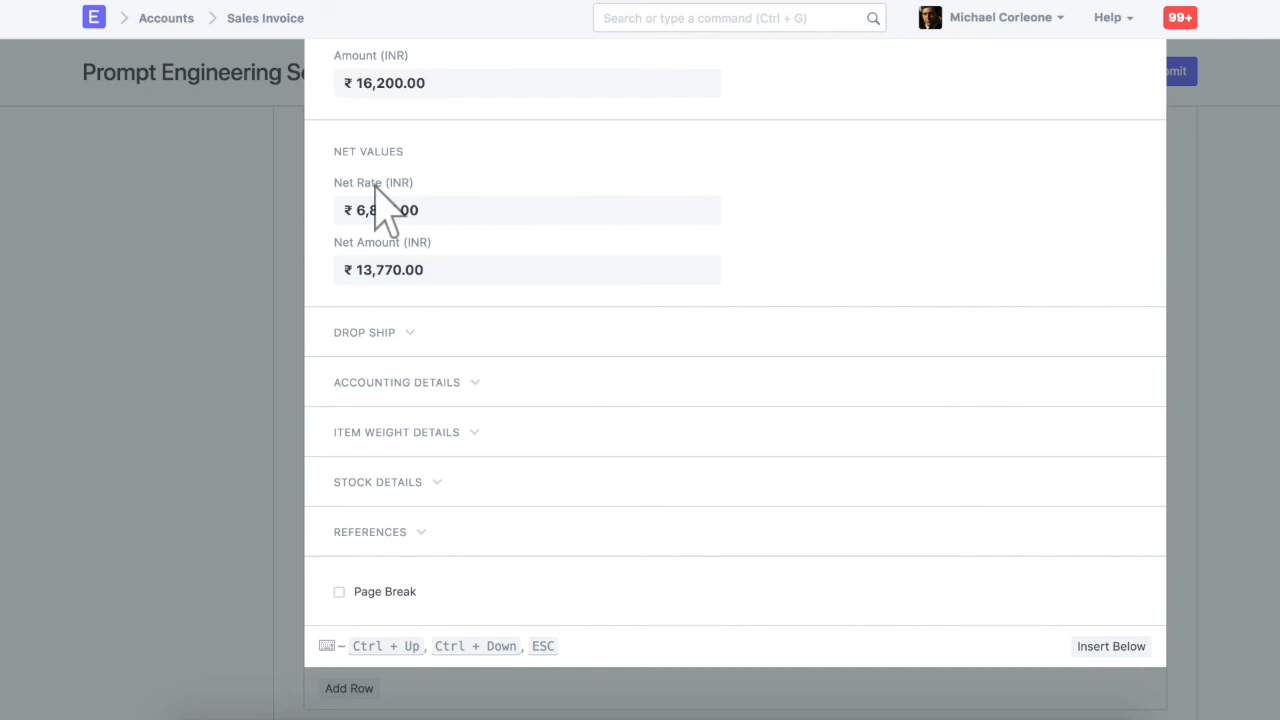 E
Accounts
Sales Invoice
Search or type a command (Ctrl + G)
Michael Corleone
Help
99+
Prompt Engineering
Amount (INR)
₹ 16,200.00
NET VALUES
Net Rate (INR)
Net Amount (INR)
₹ 13,770.00
DROP SHIP
ACCOUNTING DETAILS
ITEM WEIGHT DETAILS
STOCK DETAILS
REFERENCES
Page Break
– Ctrl + Up, Ctrl + Down, ESC
Insert Below
Add Row